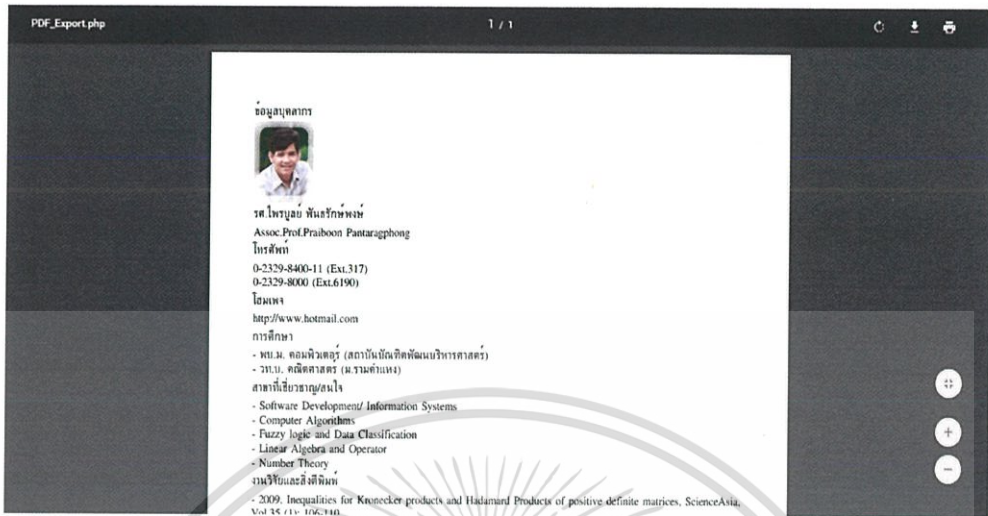 PDF_Export.php
1 / 1
ข้อมูลบุคลากร
รศ.ไพรบูลย์ พันธรักษ์พงษ์
Assoc.Prof.Praiboon Pantaragphong
โทรศัพท์
0-2329-8400-11 (Ext.317)
0-2329-8000 (Ext.6190)
โฮมเพจ
http://www.hotmail.com
การศึกษา
- พบ.ม. คอมพิวเตอร์ (สถาบันบัณฑิตพัฒนบริหารศาสตร์)
- วท.บ. คณิตศาสตร์ (ม.รามคำแหง)
สาขาที่เชี่ยวชาญ/สนใจ
- Software Development/ Information Systems
- Computer Algorithms
- Fuzzy logic and Data Classification
- Linear Algebra and Operator
- Number Theory
งานวิจัยและสิ่งตีพิมพ์
- 2009, Inequalities for Kronecker products and Hadamard Products of positive definite matrices, ScienceAsia,
Vol 35 (1): 106-110